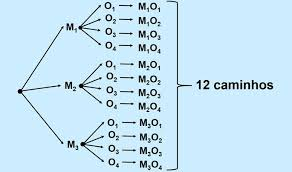 O₁ → M₁O₁
O₂ → M₁O₂
M₁
O₃ → M₁O₃
O₄ → M₁O₄
O₁ → M₂O1
O₂ → M₂O₂
M₂
12 caminhos
O₃ → M₂O₃
O₄ → M₂O4
O₁ → M₃O1
O₂ → M₃O₂
M₃
O₃ → M₃O3
O₄ → M₃O4